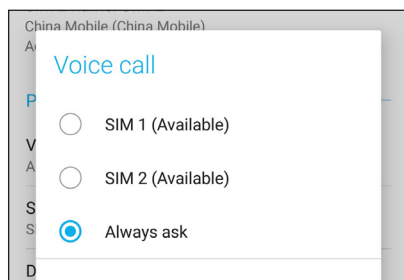 China Mobile (China Mobile)
A
Voice call
P
SIM 1 (Available)
V
A
SIM 2 (Available)
S
S
Always ask
D